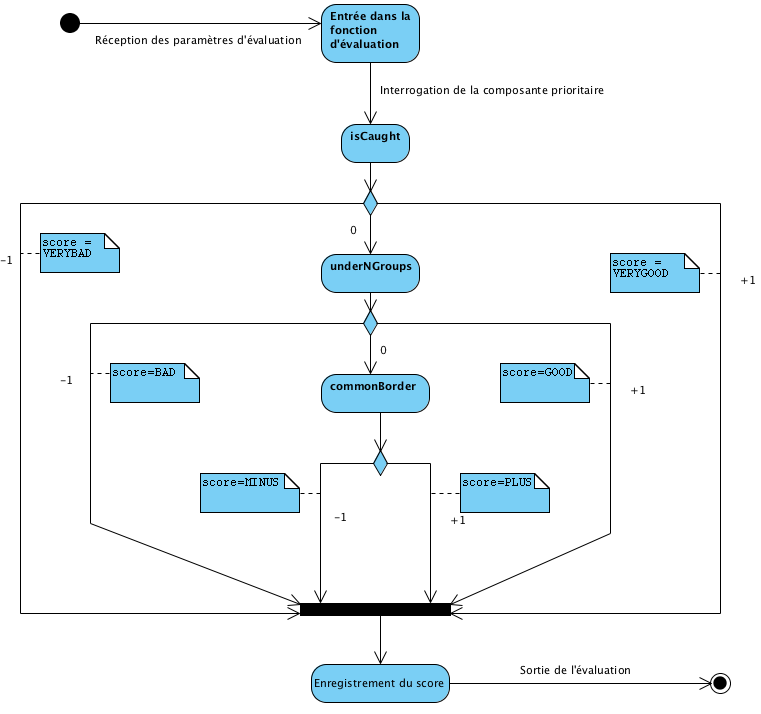 Entrée dans la
fonction
d'évaluation
Réception des paramètres d'évaluation
Interrogation de la composante prioritaire
isCaught
0
score =
VERYBAD
-1
underNGroups
score =
VERYGOOD
+1
0
score=BAD
-1
commonBorder
score=GOOD
+1
score=MINUS
-1
score=PLUS
+1
Enregistrement du score
Sortie de l'évaluation